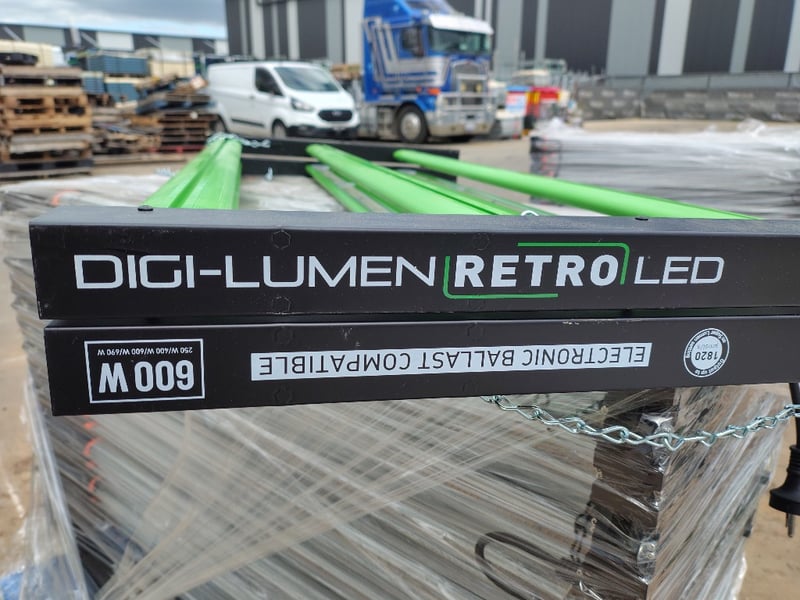 DIGI-LUMEN RETRO LED
600 W
250 W/400 W/600 W/690 W
ELECTRONIC BALLAST COMPATIBLE
1820